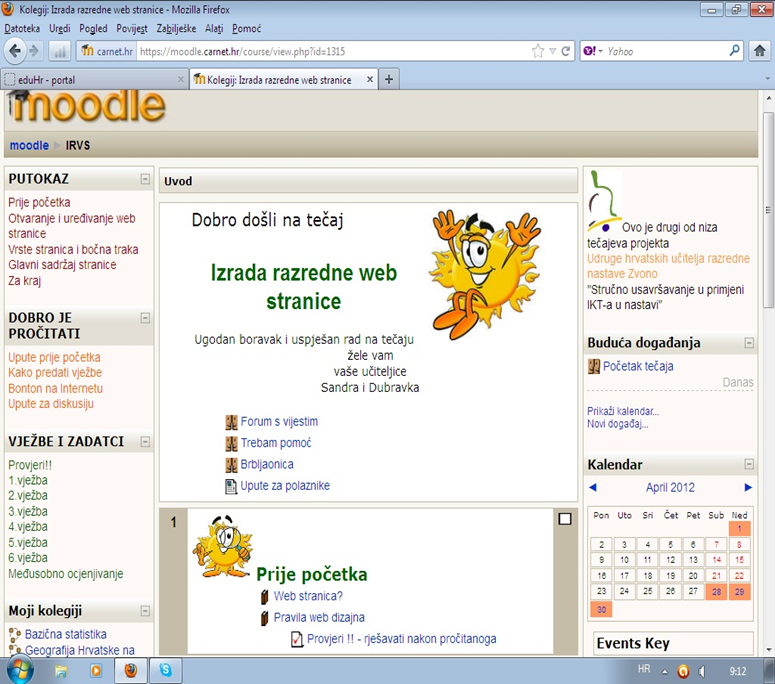 Kolegij: Izrada razredne web stranice - Mozilla Firefox
Datoteka Uredi Pogled Povijest Zabilješke Alati Pomoć
carnet.hr https://moodle.carnet.hr/course/view.php?id=1315
Yahoo
eduHr - portal
Kolegij: Izrada razredne web stranice
moodle
moodle IRVS
PUTOKAZ
Prije početka
Otvaranje i uređivanje web
stranice
Vrste stranica i bočna traka
Glavni sadržaj stranice
Za kraj
DOBRO JE
PROČITATI
Upute prije početka
Kako predati vježbe
Bonton na Internetu
Upute za diskusiju
VJEŽBE I ZADATCI
Provjeri!!
1.vježba
2.vježba
3.vježba
4.vježba
5.vježba
6.vježba
Međusobno ocjenjivanje
Moji kolegiji
Bazična statistika
Geografija Hrvatske na
Uvod
Dobro došli na tečaj
Izrada razredne web
stranice
Ugodan boravak i uspješan rad na tečaju
žele vam
vaše učiteljice
Sandra i Dubravka
Forum s vijestim
Trebam pomoć
Brbljaonica
Upute za polaznike
1
Prije početka
Web stranica?
Pravila web dizajna
Provjeri !! - rješavati nakon pročitanoga
Ovo je drugi od niza
tečajeva projekta
Udruge hrvatskih učitelja razredne
nastave Zvono
"Stručno usavršavanje u primjeni
IKT-a u nastavi"
Buduća događanja
Početak tečaja
Danas
Prikaži kalendar...
Novi događaj...
Kalendar
April 2012
Pon Uto Sri Čet Pet Sub Ned
1
2 3 4 5 6 7 8
9 10 11 12 13 14 15
16 17 18 19 20 21 22
23 24 25 26 27 28 29
30
Events Key
HR 9:12